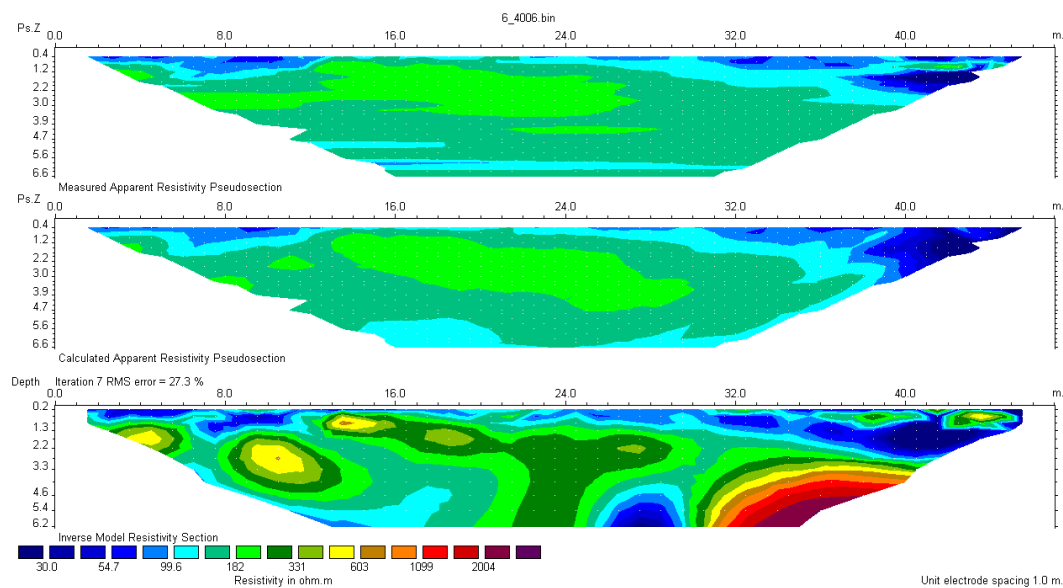 6_4006.bin
Ps.Z 0.0 8.0 16.0 24.0 32.0 40.0 m.
0.4
1.2
2.1
3.0
3.9
4.7
5.6
6.6
Measured Apparent Resistivity Pseudosection
Ps.Z 0.0 8.0 16.0 24.0 32.0 40.0 m.
0.4
1.2
2.1
3.0
3.9
4.7
5.6
6.6
Calculated Apparent Resistivity Pseudosection
Depth Iteration 7 RMS error = 27.3 %
0.0 8.0 16.0 24.0 32.0 40.0 m.
0.2
1.5
2.2
3.3
4.6
5.4
6.2
Inverse Model Resistivity Section
30.0 54.7 99.6 182 331 603 1099 2004
Resistivity in ohm.m
Unit electrode spacing 1.0 m.